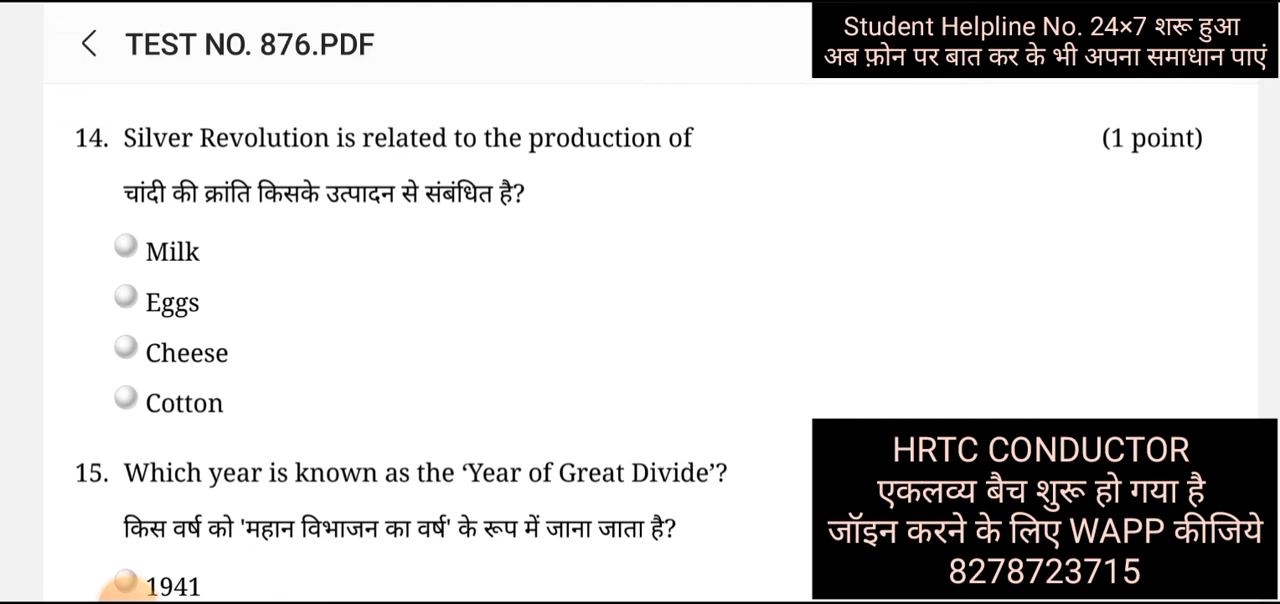 TEST NO. 876.PDF
Student Helpline No. 24×7 शरू हुआ
अब फ़ोन पर बात कर के भी अपना समाधान पाएं
14. Silver Revolution is related to the production of (1 point)
चांदी की क्रांति किसके उत्पादन से संबंधित है?
Milk
Eggs
Cheese
Cotton
15. Which year is known as the ‘Year of Great Divide’?
किस वर्ष को 'महान विभाजन का वर्ष' के रूप में जाना जाता है?
1941
HRTC CONDUCTOR
एकलव्य बैच शुरू हो गया है
जॉइन करने के लिए WAPP कीजिये
8278723715